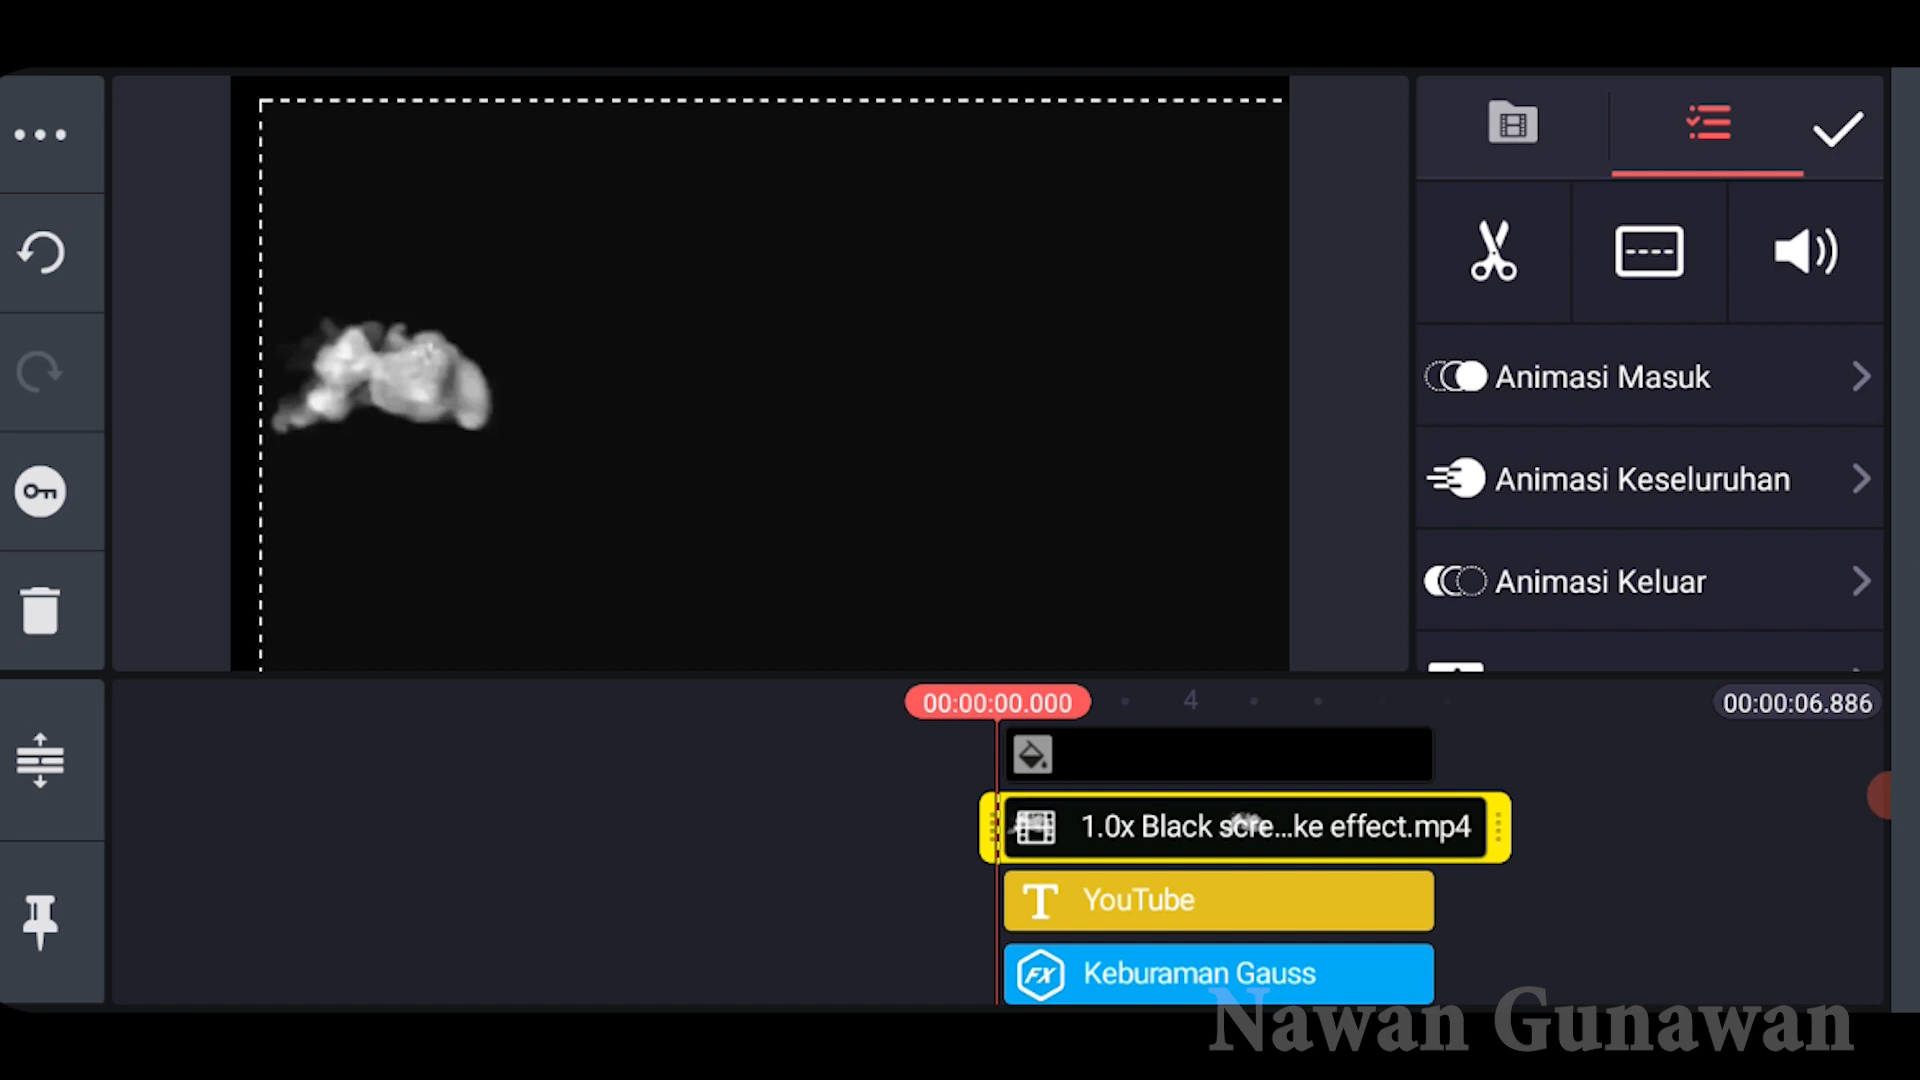 Animasi Masuk
Animasi Keseluruhan
Animasi Keluar
00:00:00.000
4
00:00:06.886
1.0x Black scre...ke effect.mp4
T YouTube
FX Keburaman Gauss
Nawan Gunawan